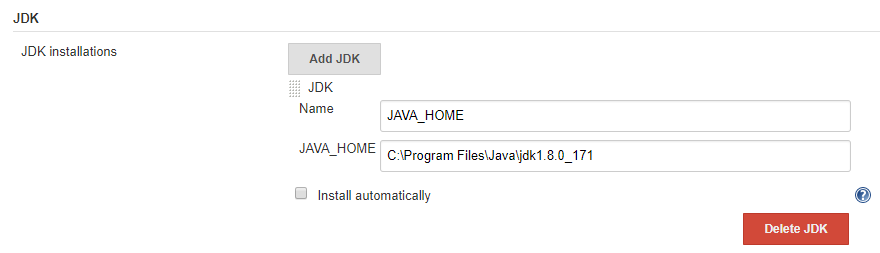 JDK
JDK installations
Add JDK
JDK
Name
JAVA_HOME
JAVA_HOME
C:\Program Files\Java\jdk1.8.0_171
Install automatically
?
Delete JDK